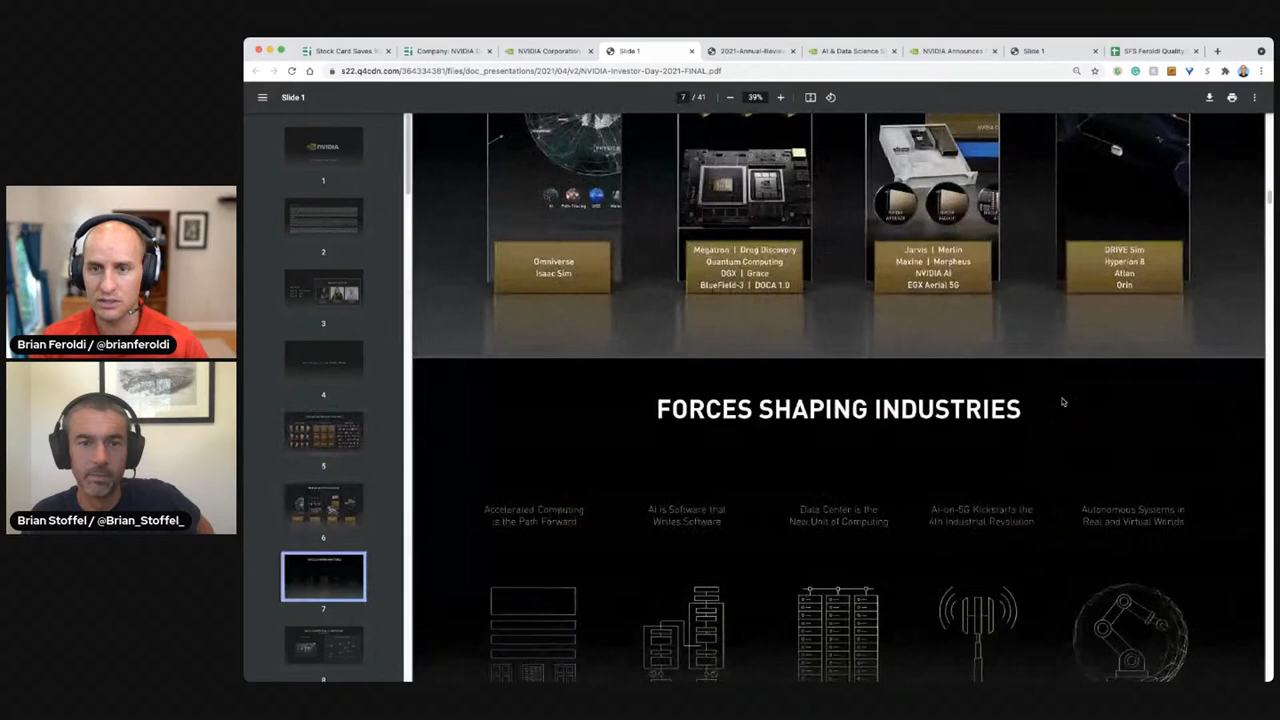 Stock Card Saves
Company: NVIDIA
NVIDIA Corporation
Slide 1
2021-Annual-Review
AI & Data Science S
NVIDIA Announces
Slide 1
SFS Feroldi Quality
s22.q4cdn.com/364334381/files/doc_presentations/2021/04/v2/NVIDIA-Investor-Day-2021-FINAL.pdf
Slide 1
7 / 41
39%
NVIDIA
1
2
3
4
5
6
7
8
Omniverse
Isaac Sim
Megatron | Drug Discovery
Quantum Computing
DGX | Grace
BlueField-3 | DOCA 1.0
Jarvis | Merlin
Maxine | Morpheus
NVIDIA AI
EGX Aerial 5G
DRIVE Sim
Hyperion 8
Atlan
Orin
FORCES SHAPING INDUSTRIES
Accelerated Computing
is the Path Forward
AI is Software that
Writes Software
Data Center is the
New Unit of Computing
AI-on-5G Kickstarts the
4th Industrial Revolution
Autonomous Systems in
Real and Virtual Worlds
Brian Feroldi / @brianferoldi
Brian Stoffel / @Brian_Stoffel_